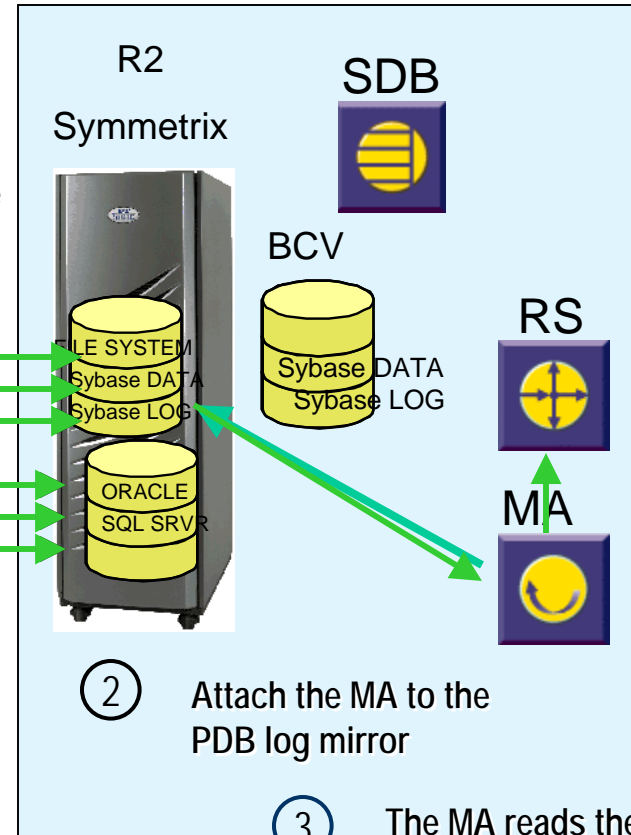 R2
Symmetrix
SDB
BCV
FILE SYSTEM
Sybase DATA
Sybase LOG
Sybase DATA
Sybase LOG
RS
ORACLE
SQL SRVR
MA
2 Attach the MA to the
PDB log mirror
3 The MA reads the